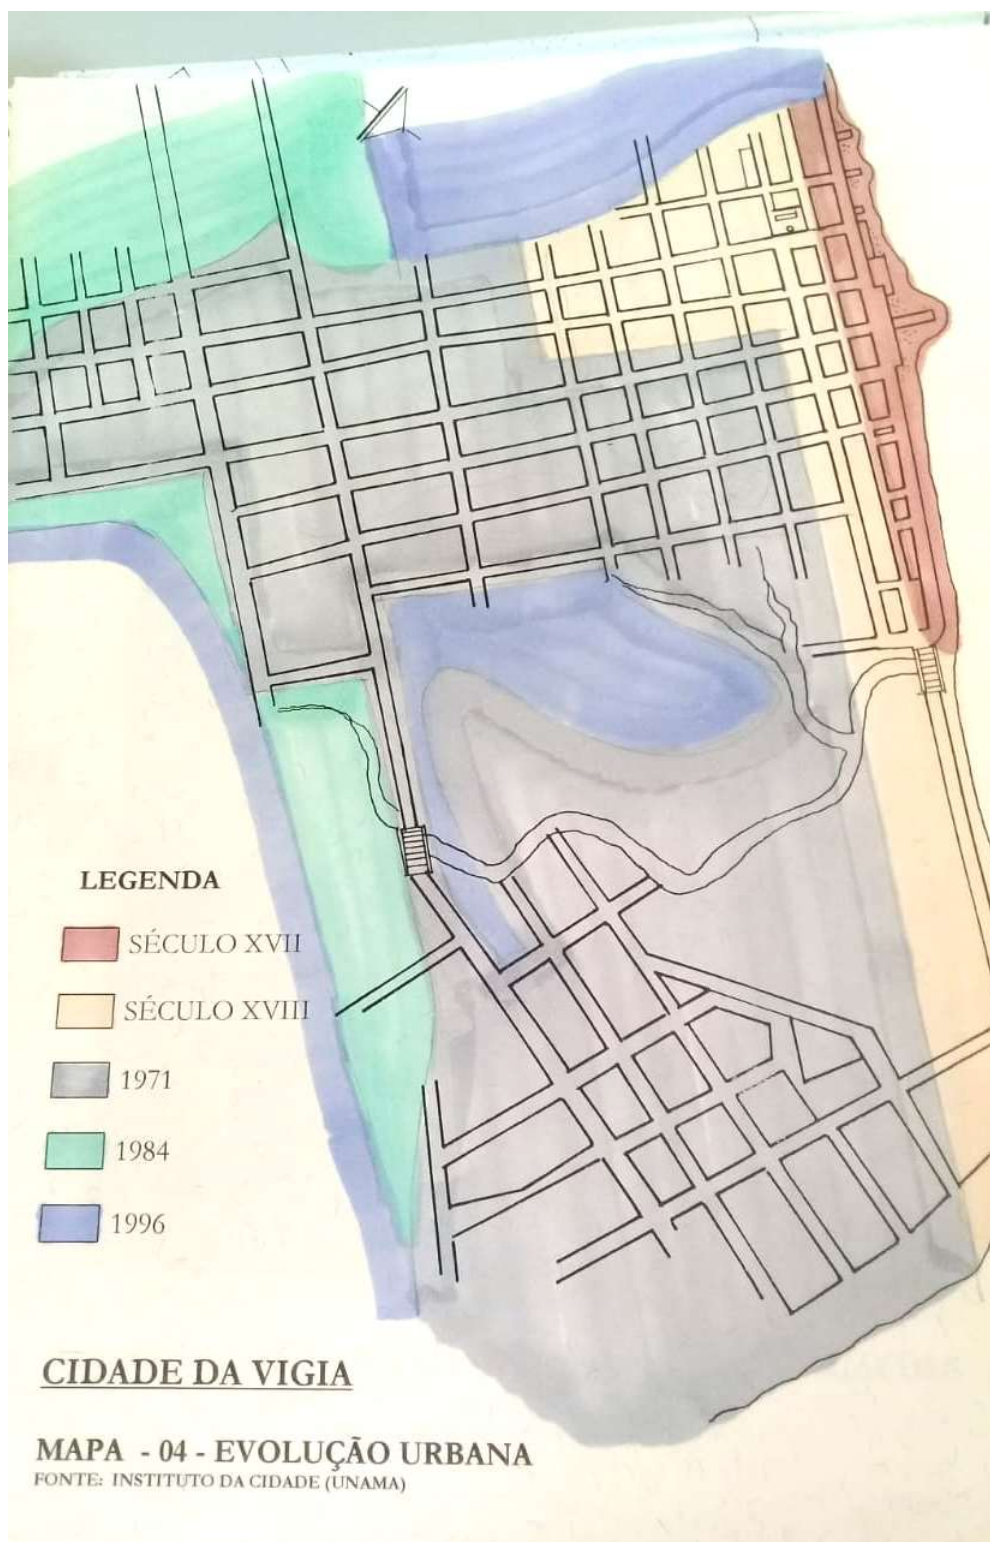 LEGENDA
SÉCULO XVII
SÉCULO XVIII
1971
1984
1996
CIDADE DA VIGIA
MAPA - 04 - EVOLUÇÃO URBANA
FONTE: INSTITUTO DA CIDADE (UNAMA)